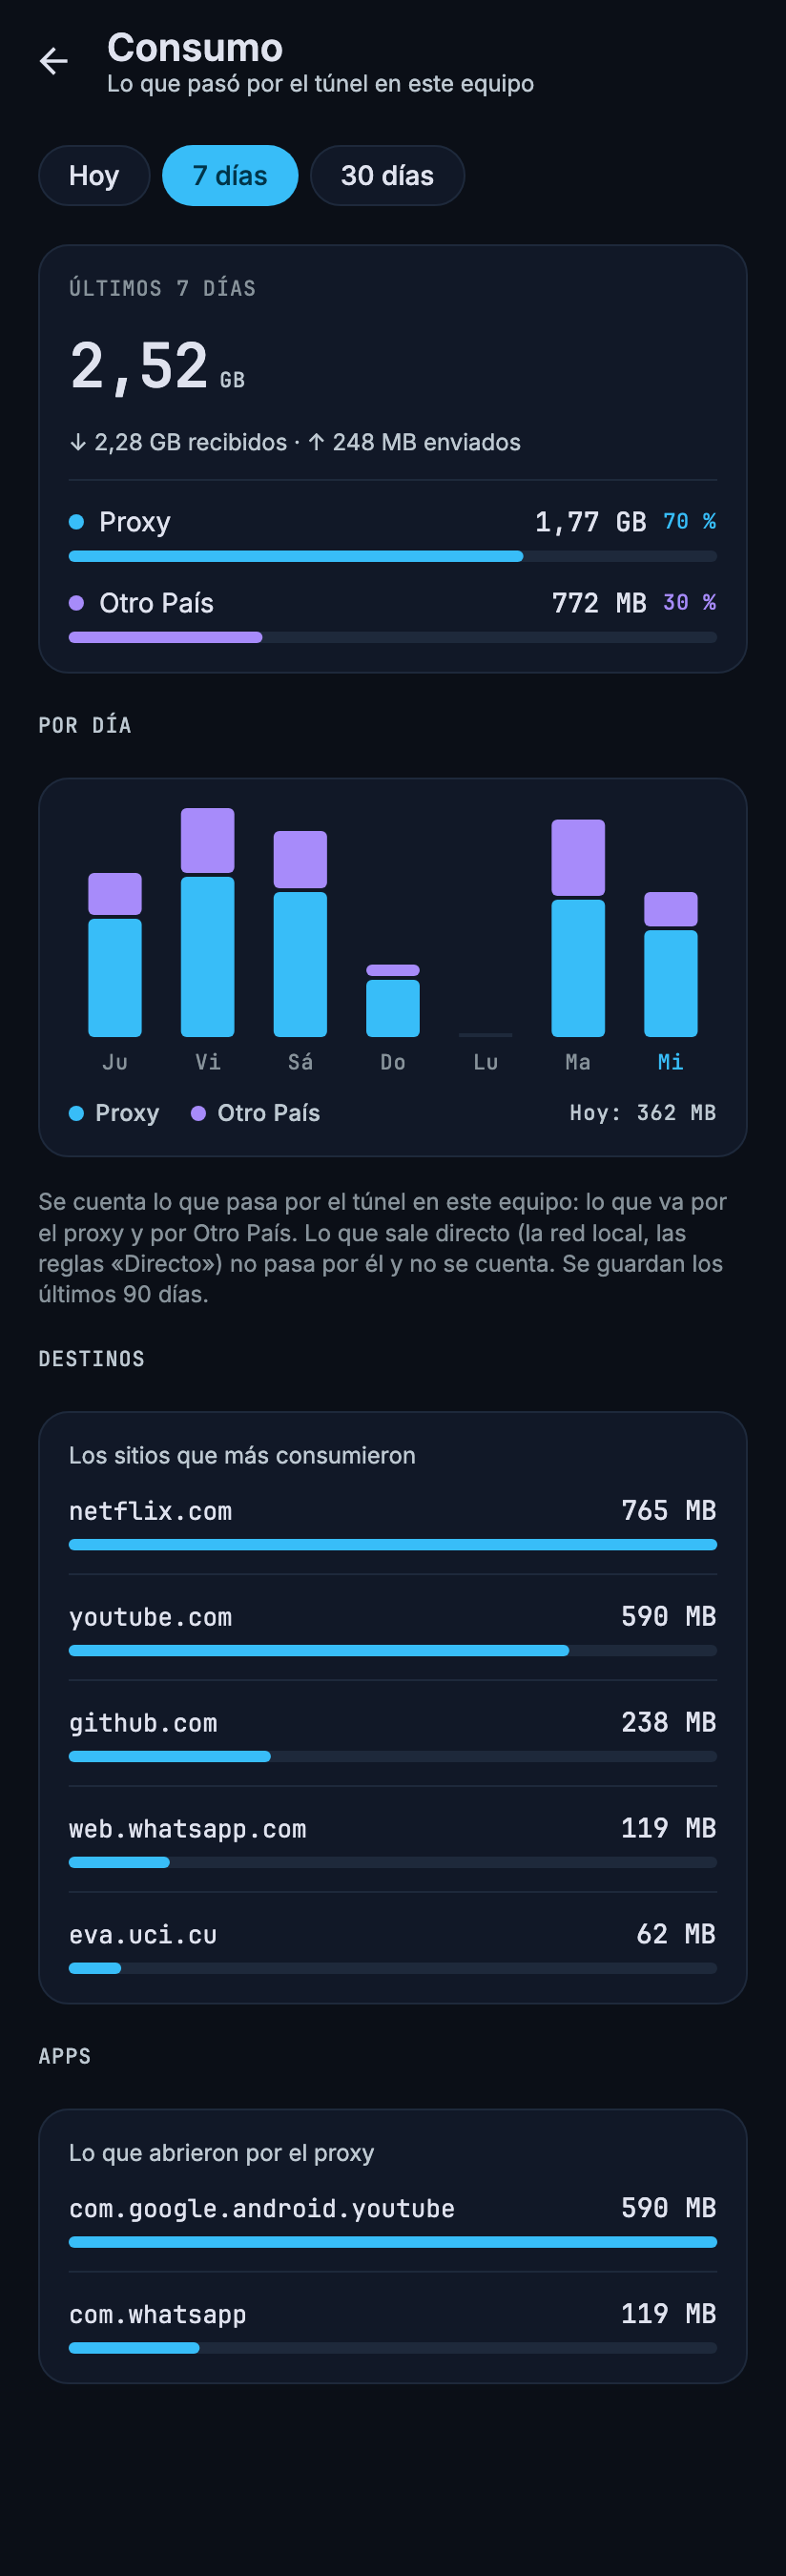 Consumo
Lo que pasó por el túnel en este equipo
Hoy
7 días
30 días
ÚLTIMOS 7 DÍAS
2,52 GB
↓ 2,28 GB recibidos · ↑ 248 MB enviados
Proxy 1,77 GB 70 %
Otro País 772 MB 30 %
POR DÍA
Ju Vi Sá Do Lu Ma Mi
Proxy Otro País Hoy: 362 MB
Se cuenta lo que pasa por el túnel en este equipo: lo que va por
el proxy y por Otro País. Lo que sale directo (la red local, las
reglas «Directo») no pasa por él y no se cuenta. Se guardan los
últimos 90 días.
DESTINOS
Los sitios que más consumieron
netflix.com 765 MB
youtube.com 590 MB
github.com 238 MB
web.whatsapp.com 119 MB
eva.uci.cu 62 MB
APPS
Lo que abrieron por el proxy
com.google.android.youtube 590 MB
com.whatsapp 119 MB